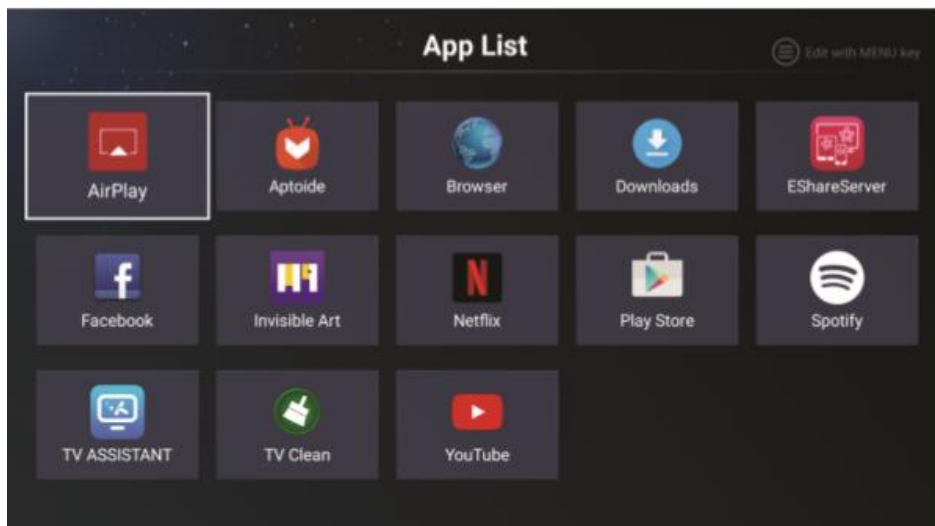 App List
Edit with MENU key
AirPlay
Aptoide
Browser
Downloads
EShareServer
Facebook
Invisible Art
Netflix
Play Store
Spotify
TV ASSISTANT
TV Clean
YouTube